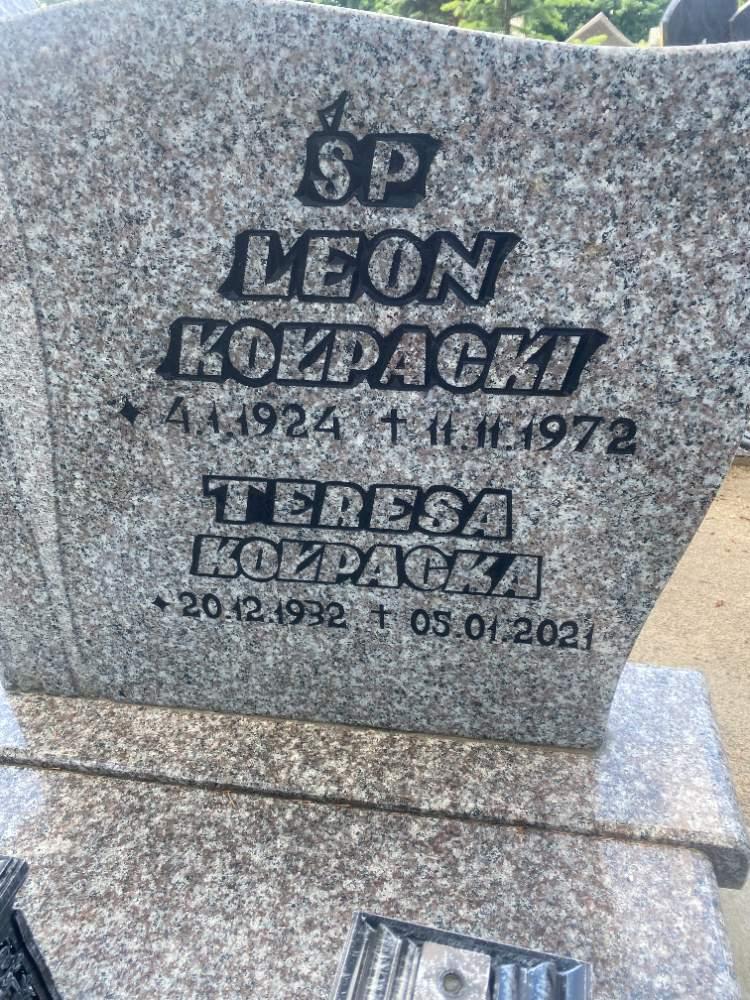 ŚP
LEON
KOŁPACKI
✦ 4.1.1924 ✝ 11.11.1972
TERESA
KOŁPACKA
✦ 20.12.1932 ✝ 05.01.2021